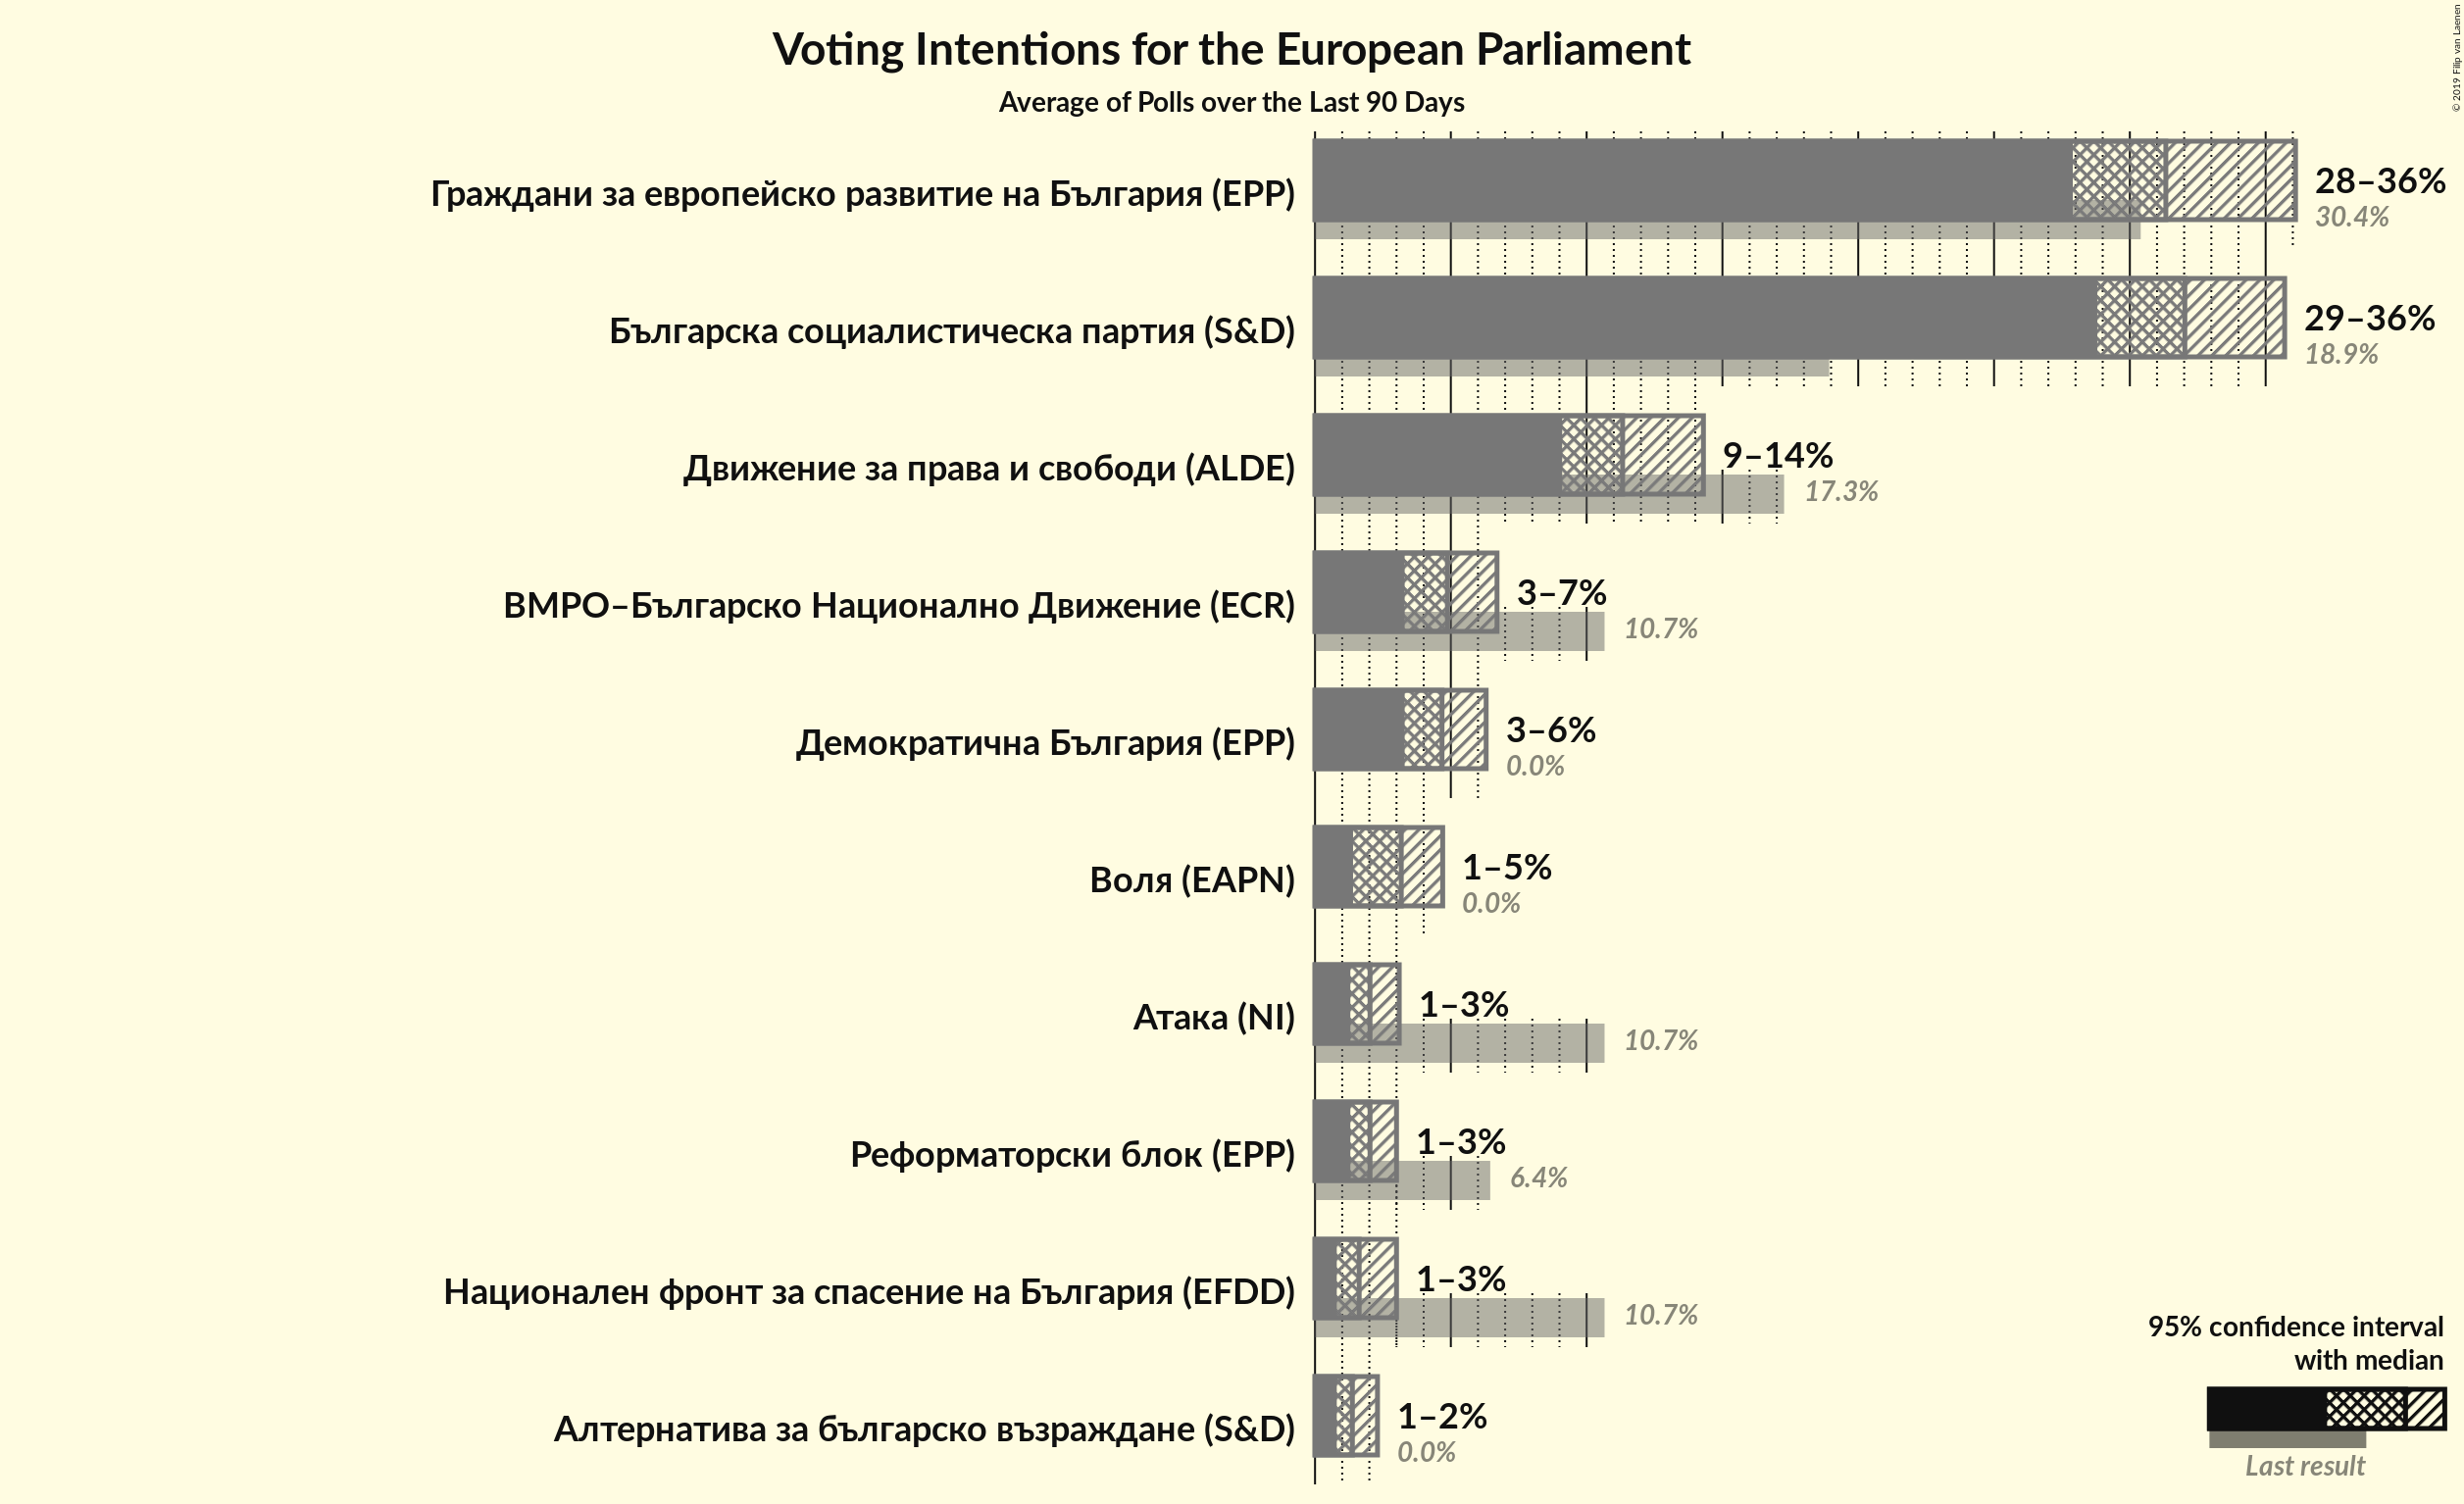 Voting Intentions for the European Parliament
Average of Polls over the Last 90 Days
© 2019 Filip van Laenen
Граждани за европейско развитие на България (EPP)
28–36%
30.4%
Българска социалистическа партия (S&D)
29–36%
18.9%
Движение за права и свободи (ALDE)
9–14%
17.3%
ВМРО–Българско Национално Движение (ECR)
3–7%
10.7%
Демократична България (EPP)
3–6%
0.0%
Воля (EAPN)
1–5%
0.0%
Атака (NI)
1–3%
10.7%
Реформаторски блок (EPP)
1–3%
6.4%
Национален фронт за спасение на България (EFDD)
1–3%
10.7%
Алтернатива за българско възраждане (S&D)
1–2%
0.0%
95% confidence interval
with median
Last result